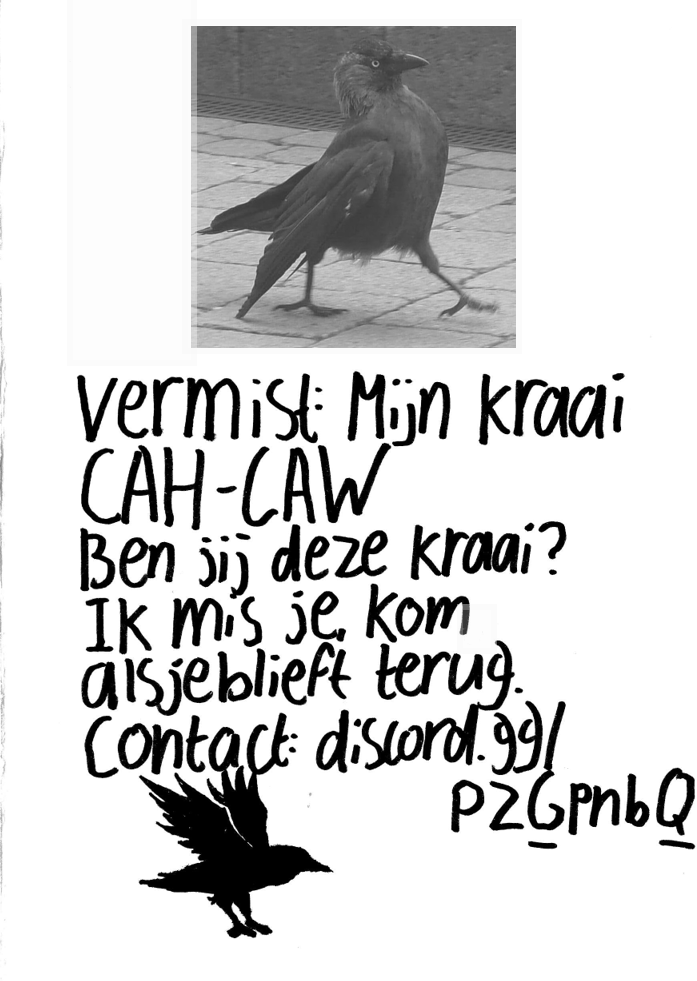 Vermist: Mijn kraai
CAH-CAW
Ben jij deze kraai?
Ik mis je, kom
alsjeblieft terug.
Contact: discord.gg/
PZGpnbQ